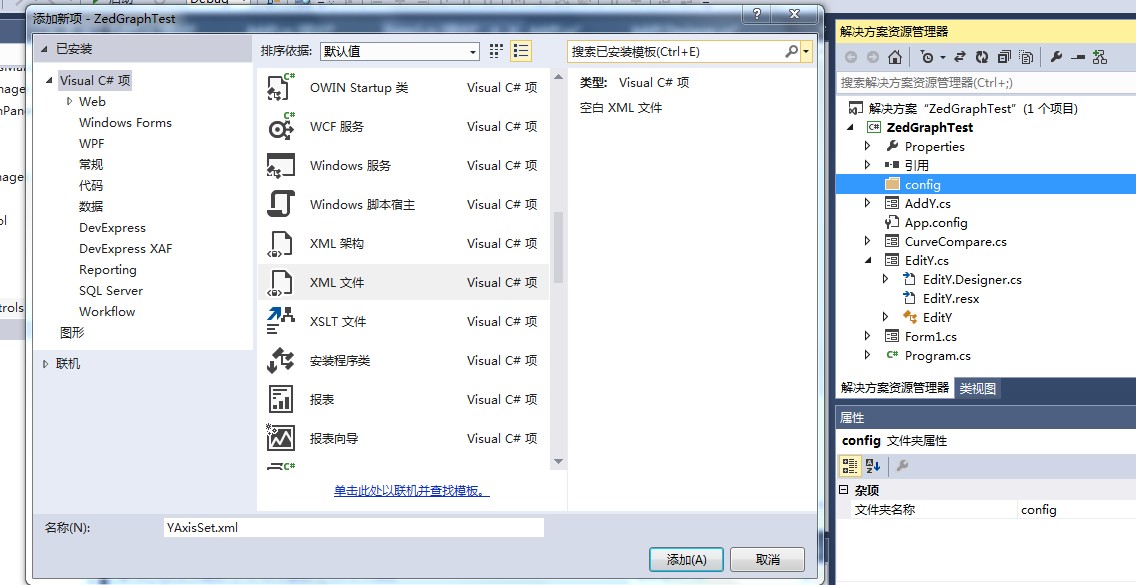 启动
Debug
添加新项 - ZedGraphTest
已安装
Visual C# 项
Web
Windows Forms
WPF
常规
代码
数据
DevExpress
DevExpress XAF
Reporting
SQL Server
Workflow
图形
联机
排序依据: 默认值
OWIN Startup 类 Visual C# 项
WCF 服务 Visual C# 项
Windows 服务 Visual C# 项
Windows 脚本宿主 Visual C# 项
XML 架构 Visual C# 项
XML 文件 Visual C# 项
XSLT 文件 Visual C# 项
安装程序类 Visual C# 项
报表 Visual C# 项
报表向导 Visual C# 项
单击此处以联机并查找模板。
搜索已安装模板(Ctrl+E)
类型: Visual C# 项
空白 XML 文件
名称(N): YAxisSet.xml
添加(A) 取消
解决方案资源管理器
搜索解决方案资源管理器(Ctrl+;)
解决方案“ZedGraphTest”(1 个项目)
ZedGraphTest
Properties
引用
config
AddY.cs
App.config
CurveCompare.cs
EditY.cs
EditY.Designer.cs
EditY.resx
EditY
Form1.cs
Program.cs
解决方案资源管理器 类视图
属性
config 文件夹属性
杂项
文件夹名称 config